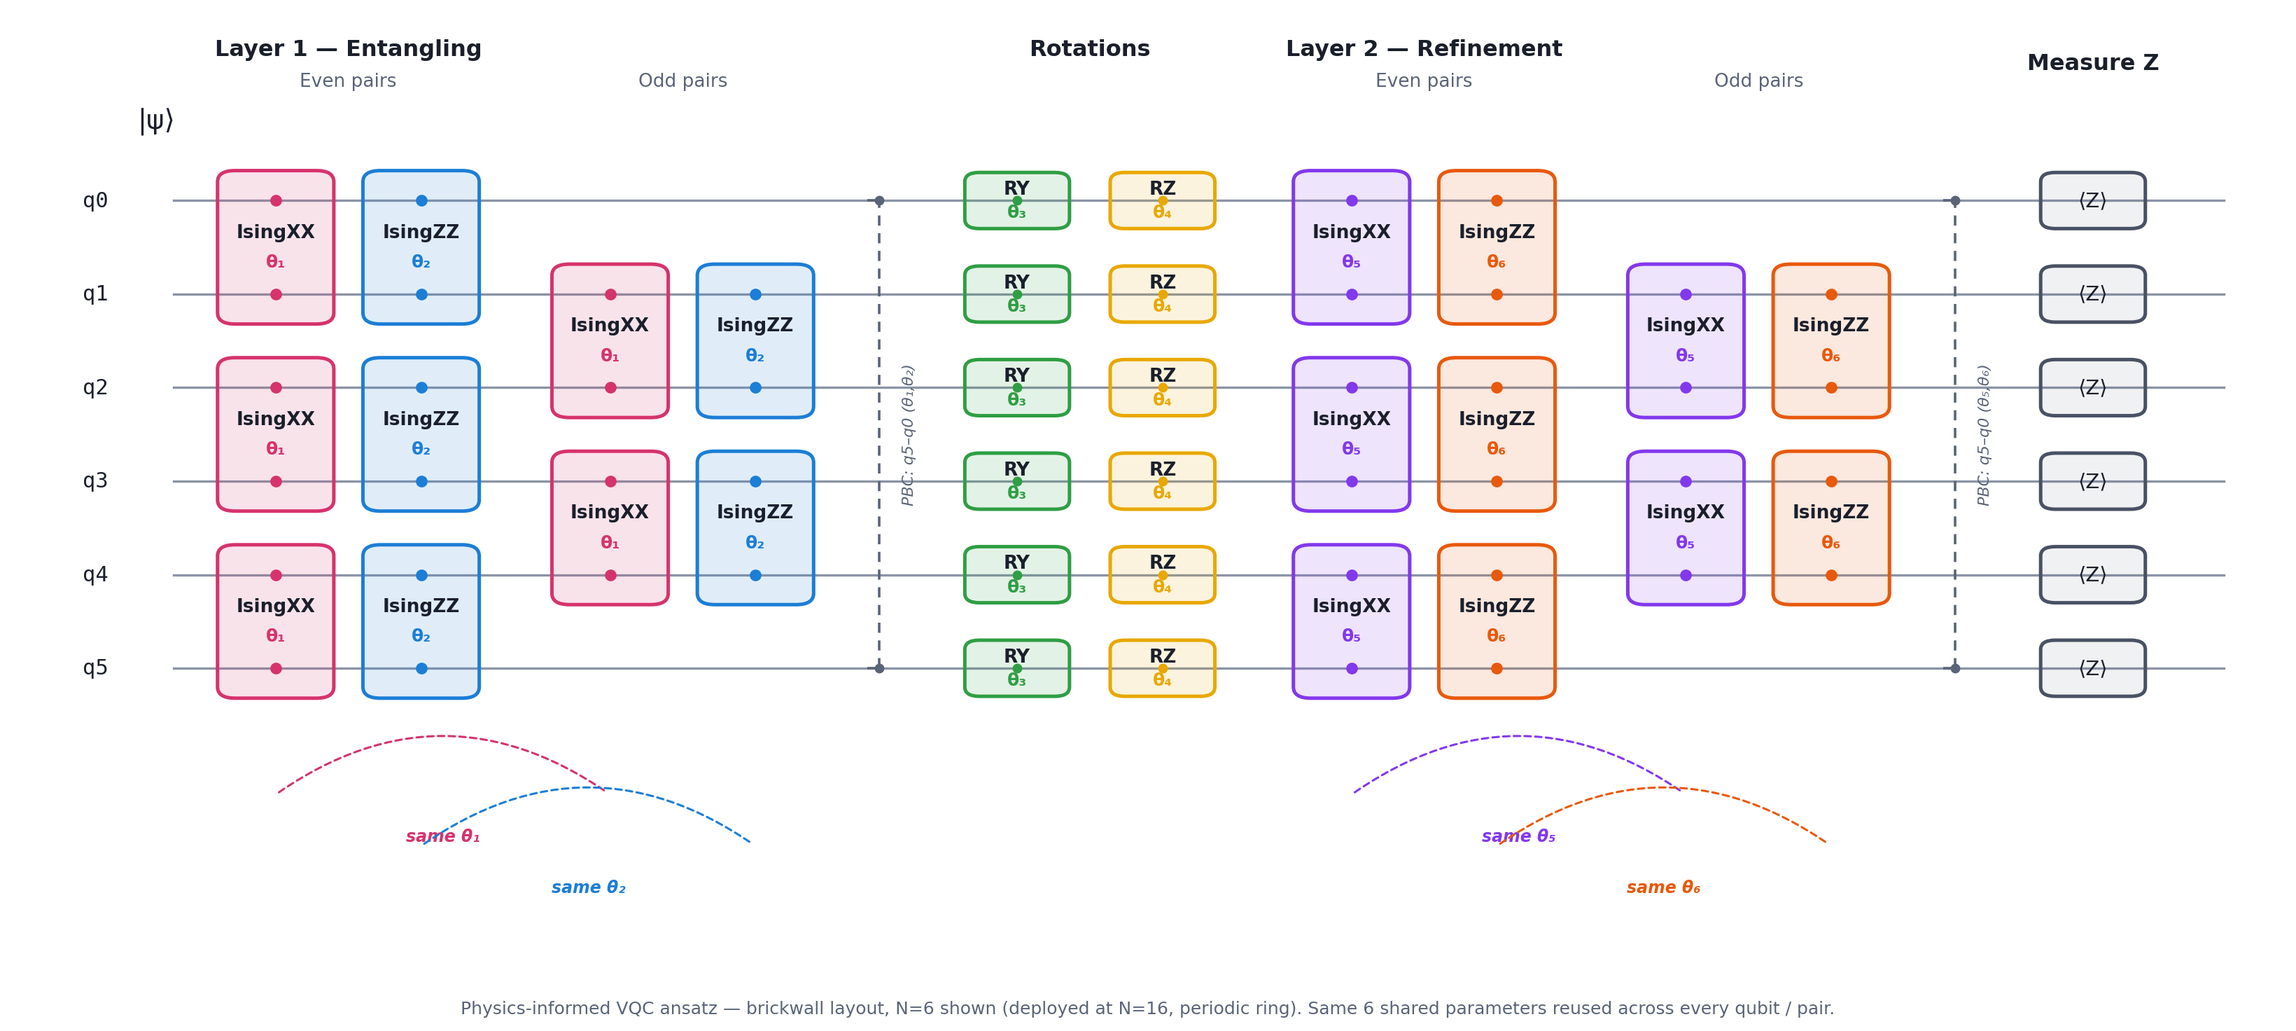 Layer 1 — Entangling
Rotations
Layer 2 — Refinement
Measure Z
Even pairs
Odd pairs
Even pairs
Odd pairs
|ψ⟩
q0
RY
θ₃
RZ
θ₄
⟨Z⟩
IsingXX
θ₁
IsingZZ
θ₂
IsingXX
θ₅
IsingZZ
θ₆
q1
RY
θ₃
RZ
θ₄
⟨Z⟩
IsingXX
θ₁
IsingZZ
θ₂
IsingXX
θ₅
IsingZZ
θ₆
q2
RY
θ₃
RZ
θ₄
⟨Z⟩
IsingXX
θ₁
IsingZZ
θ₂
PBC: q5–q0 (θ₁,θ₂)
IsingXX
θ₅
IsingZZ
θ₆
PBC: q5–q0 (θ₅,θ₆)
q3
RY
θ₃
RZ
θ₄
⟨Z⟩
IsingXX
θ₁
IsingZZ
θ₂
IsingXX
θ₅
IsingZZ
θ₆
q4
RY
θ₃
RZ
θ₄
⟨Z⟩
IsingXX
θ₁
IsingZZ
θ₂
IsingXX
θ₅
IsingZZ
θ₆
q5
RY
θ₃
RZ
θ₄
⟨Z⟩
same θ₁
same θ₅
same θ₂
same θ₆
Physics-informed VQC ansatz — brickwall layout, N=6 shown (deployed at N=16, periodic ring). Same 6 shared parameters reused across every qubit / pair.